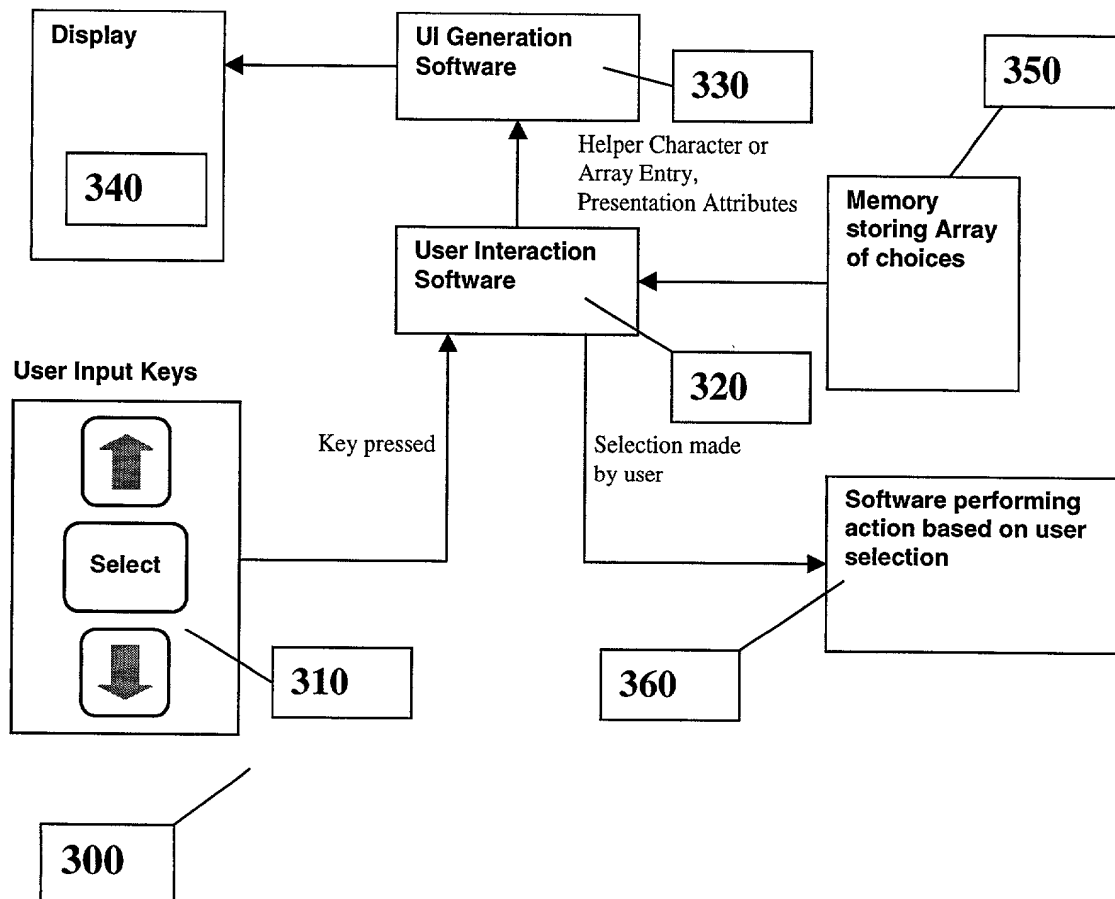 Display
340
UI Generation
Software
330
350
Helper Character or
Array Entry,
Presentation Attributes
Memory
storing Array
of choices
User Interaction
Software
320
User Input Keys
Select
310
Key pressed
Selection made
by user
Software performing
action based on user
selection
360
300